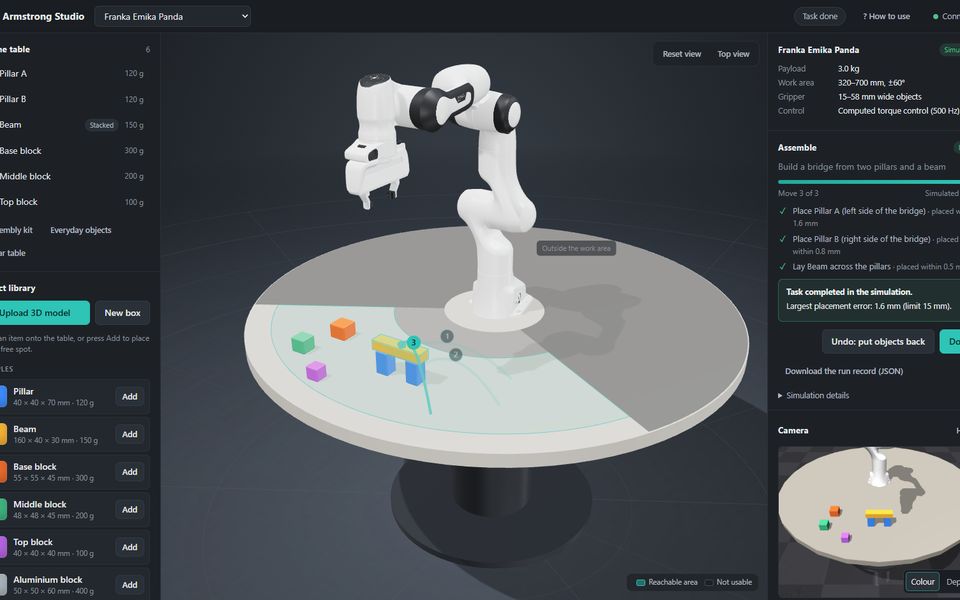 Armstrong Studio
Franka Emika Panda
Task done
? How to use
Conn
ne table
6
Pillar A
120 g
Pillar B
120 g
Beam
Stacked
150 g
Base block
300 g
Middle block
200 g
Top block
100 g
embly kit
Everyday objects
ar table
ct library
Upload 3D model
New box
an item onto the table, or press Add to place
free spot.
PLES
Pillar
40 × 40 × 70 mm · 120 g
Add
Beam
160 × 40 × 30 mm · 150 g
Add
Base block
55 × 55 × 45 mm · 300 g
Add
Middle block
48 × 48 × 45 mm · 200 g
Add
Top block
40 × 40 × 40 mm · 100 g
Add
Aluminium block
50 × 50 × 60 mm · 400 g
Add
Reset view
Top view
Outside the work area
1
2
3
Reachable area
Not usable
Franka Emika Panda
Simu
Payload
3.0 kg
Work area
320–700 mm, ±60°
Gripper
15–58 mm wide objects
Control
Computed torque control (500 Hz)
Assemble
Build a bridge from two pillars and a beam
Move 3 of 3
Simulated
✓ Place Pillar A (left side of the bridge) · placed w
1.6 mm
✓ Place Pillar B (right side of the bridge) · placed
within 0.8 mm
✓ Lay Beam across the pillars · placed within 0.5 m
Task completed in the simulation.
Largest placement error: 1.6 mm (limit 15 mm).
Undo: put objects back
Do
Download the run record (JSON)
Simulation details
Camera
H
Colour
Dep